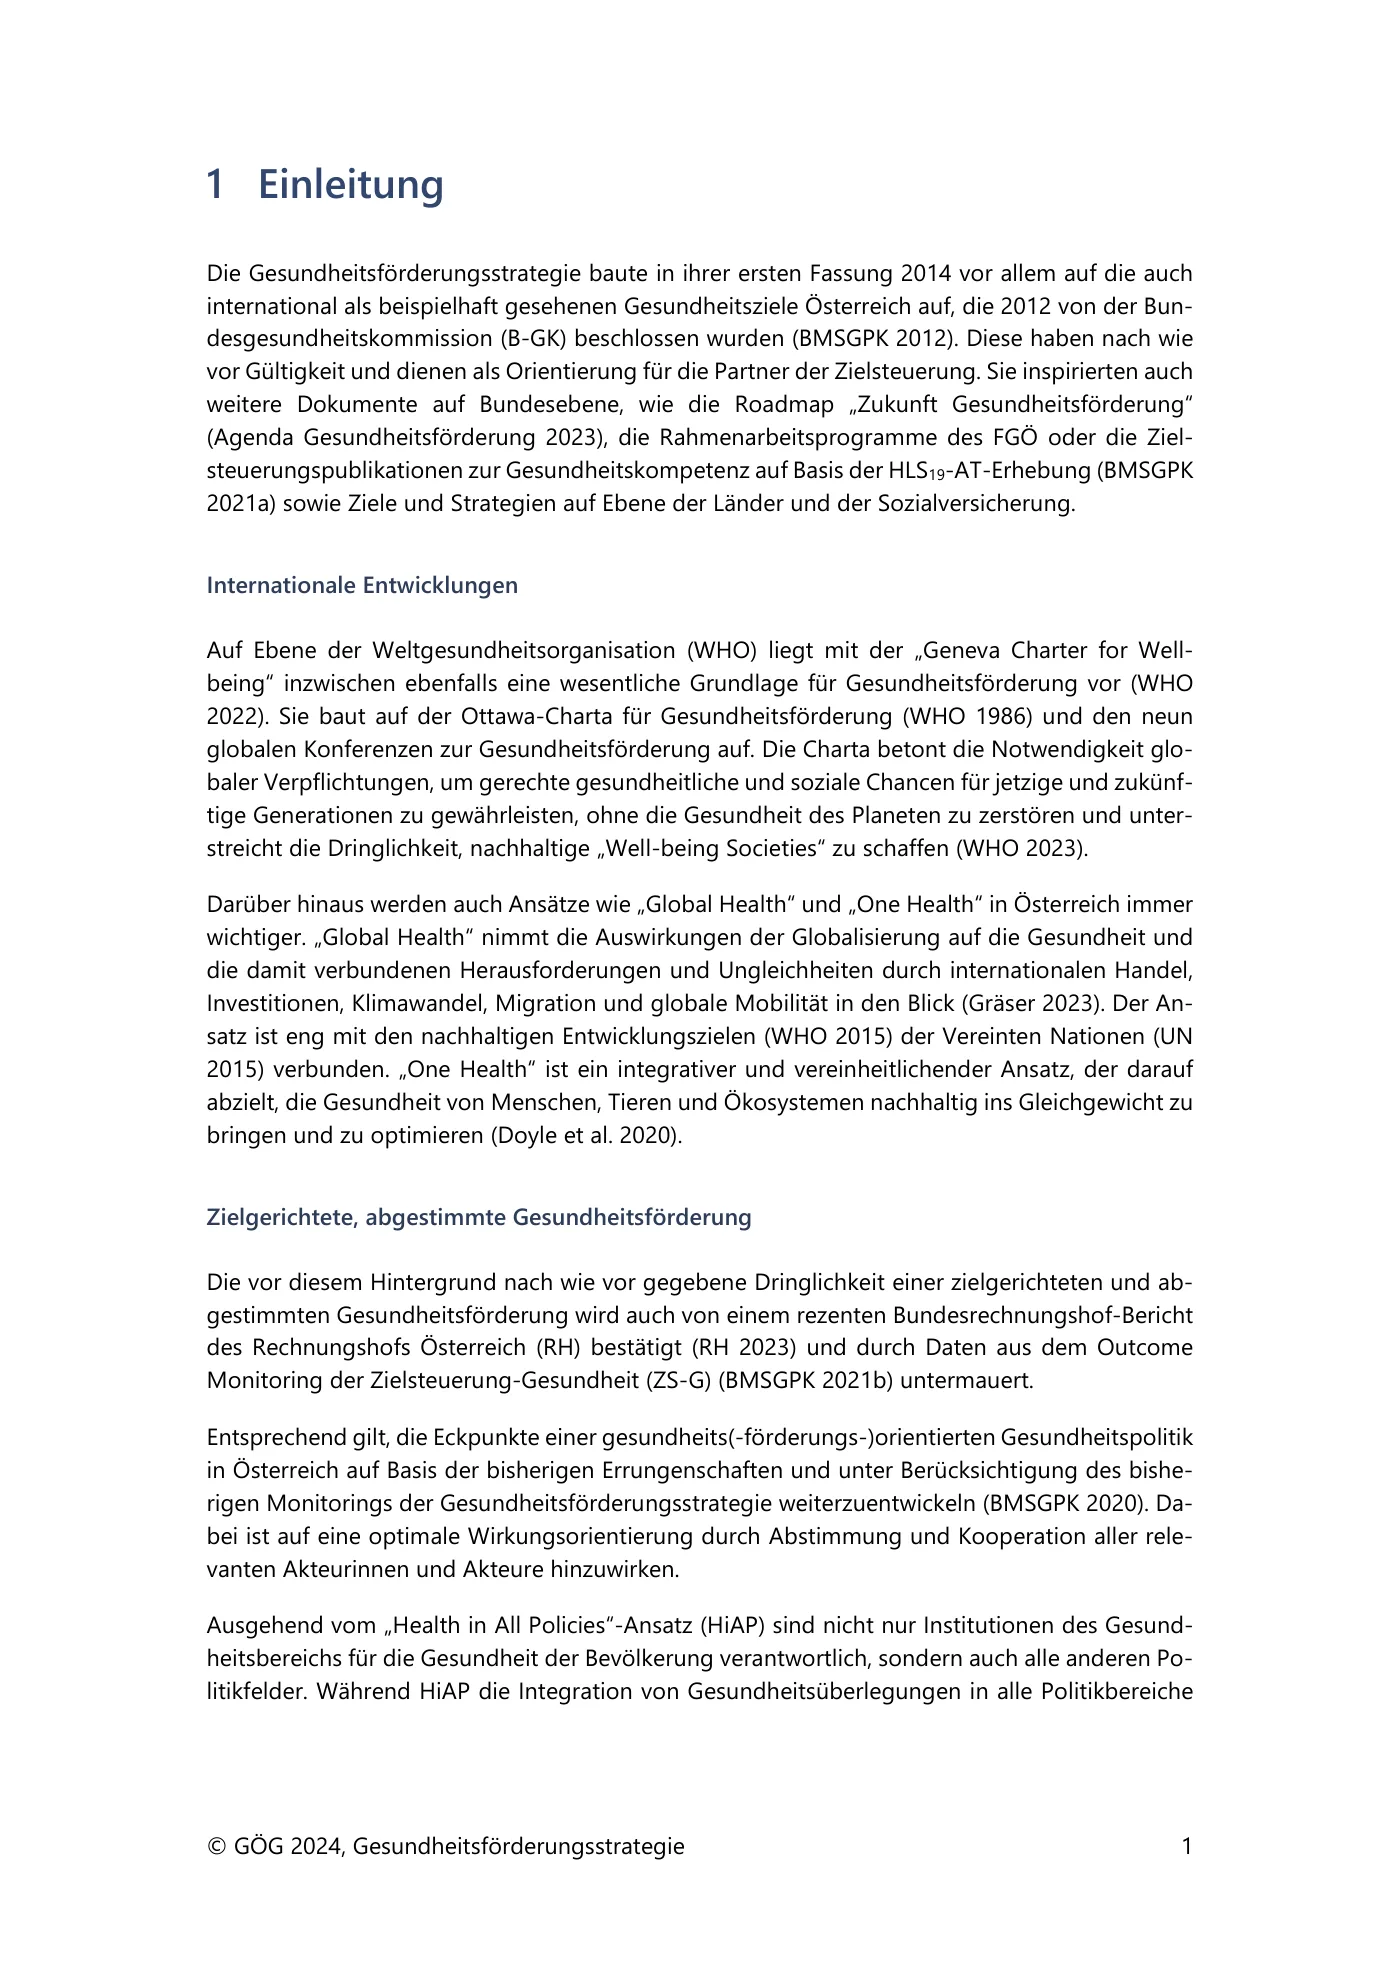 1 Einleitung
Die Gesundheitsförderungsstrategie baute in ihrer ersten Fassung 2014 vor allem auf die auch
international als beispielhaft gesehenen Gesundheitsziele Österreich auf, die 2012 von der Bun-
desgesundheitskommission (B-GK) beschlossen wurden (BMSGPK 2012). Diese haben nach wie
vor Gültigkeit und dienen als Orientierung für die Partner der Zielsteuerung. Sie inspirierten auch
weitere Dokumente auf Bundesebene, wie die Roadmap „Zukunft Gesundheitsförderung“
(Agenda Gesundheitsförderung 2023), die Rahmenarbeitsprogramme des FGÖ oder die Ziel-
steuerungspublikationen zur Gesundheitskompetenz auf Basis der HLS₁₉-AT-Erhebung (BMSGPK
2021a) sowie Ziele und Strategien auf Ebene der Länder und der Sozialversicherung.
Internationale Entwicklungen
Auf Ebene der Weltgesundheitsorganisation (WHO) liegt mit der „Geneva Charter for Well-
being“ inzwischen ebenfalls eine wesentliche Grundlage für Gesundheitsförderung vor (WHO
2022). Sie baut auf der Ottawa-Charta für Gesundheitsförderung (WHO 1986) und den neun
globalen Konferenzen zur Gesundheitsförderung auf. Die Charta betont die Notwendigkeit glo-
baler Verpflichtungen, um gerechte gesundheitliche und soziale Chancen für jetzige und zukünf-
tige Generationen zu gewährleisten, ohne die Gesundheit des Planeten zu zerstören und unter-
streicht die Dringlichkeit, nachhaltige „Well-being Societies“ zu schaffen (WHO 2023).
Darüber hinaus werden auch Ansätze wie „Global Health“ und „One Health“ in Österreich immer
wichtiger. „Global Health“ nimmt die Auswirkungen der Globalisierung auf die Gesundheit und
die damit verbundenen Herausforderungen und Ungleichheiten durch internationalen Handel,
Investitionen, Klimawandel, Migration und globale Mobilität in den Blick (Gräser 2023). Der An-
satz ist eng mit den nachhaltigen Entwicklungszielen (WHO 2015) der Vereinten Nationen (UN
2015) verbunden. „One Health“ ist ein integrativer und vereinheitlichender Ansatz, der darauf
abzielt, die Gesundheit von Menschen, Tieren und Ökosystemen nachhaltig ins Gleichgewicht zu
bringen und zu optimieren (Doyle et al. 2020).
Zielgerichtete, abgestimmte Gesundheitsförderung
Die vor diesem Hintergrund nach wie vor gegebene Dringlichkeit einer zielgerichteten und ab-
gestimmten Gesundheitsförderung wird auch von einem rezenten Bundesrechnungshof-Bericht
des Rechnungshofs Österreich (RH) bestätigt (RH 2023) und durch Daten aus dem Outcome
Monitoring der Zielsteuerung-Gesundheit (ZS-G) (BMSGPK 2021b) untermauert.
Entsprechend gilt, die Eckpunkte einer gesundheits(-förderungs-)orientierten Gesundheitspolitik
in Österreich auf Basis der bisherigen Errungenschaften und unter Berücksichtigung des bishe-
rigen Monitorings der Gesundheitsförderungsstrategie weiterzuentwickeln (BMSGPK 2020). Da-
bei ist auf eine optimale Wirkungsorientierung durch Abstimmung und Kooperation aller rele-
vanten Akteurinnen und Akteure hinzuwirken.
Ausgehend vom „Health in All Policies“-Ansatz (HiAP) sind nicht nur Institutionen des Gesund-
heitsbereichs für die Gesundheit der Bevölkerung verantwortlich, sondern auch alle anderen Po-
litikfelder. Während HiAP die Integration von Gesundheitsüberlegungen in alle Politikbereiche
© GÖG 2024, Gesundheitsförderungsstrategie 1